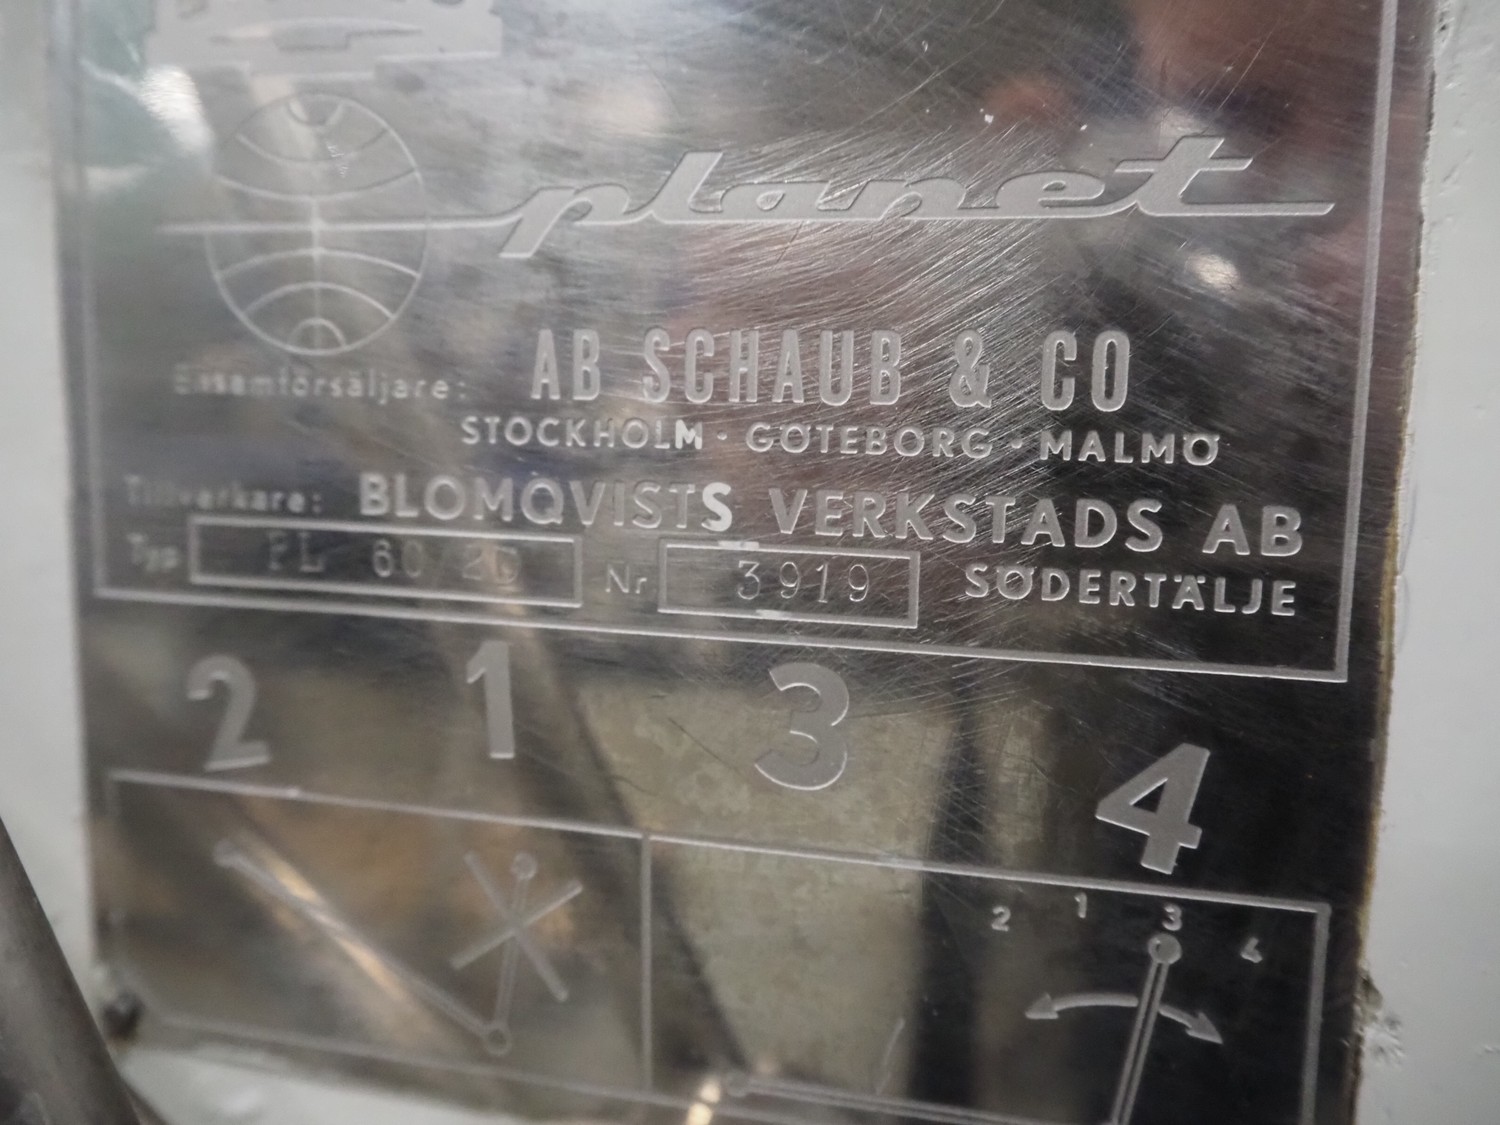 planet
Ensamförsäljare: AB SCHAUB & CO
STOCKHOLM · GÖTEBORG · MALMÖ
Tillverkare: BLOMQVISTS VERKSTADS AB
Typ PL 60/2D Nr 3919 SÖDERTÄLJE
2 1 3 4
2 1 3 4